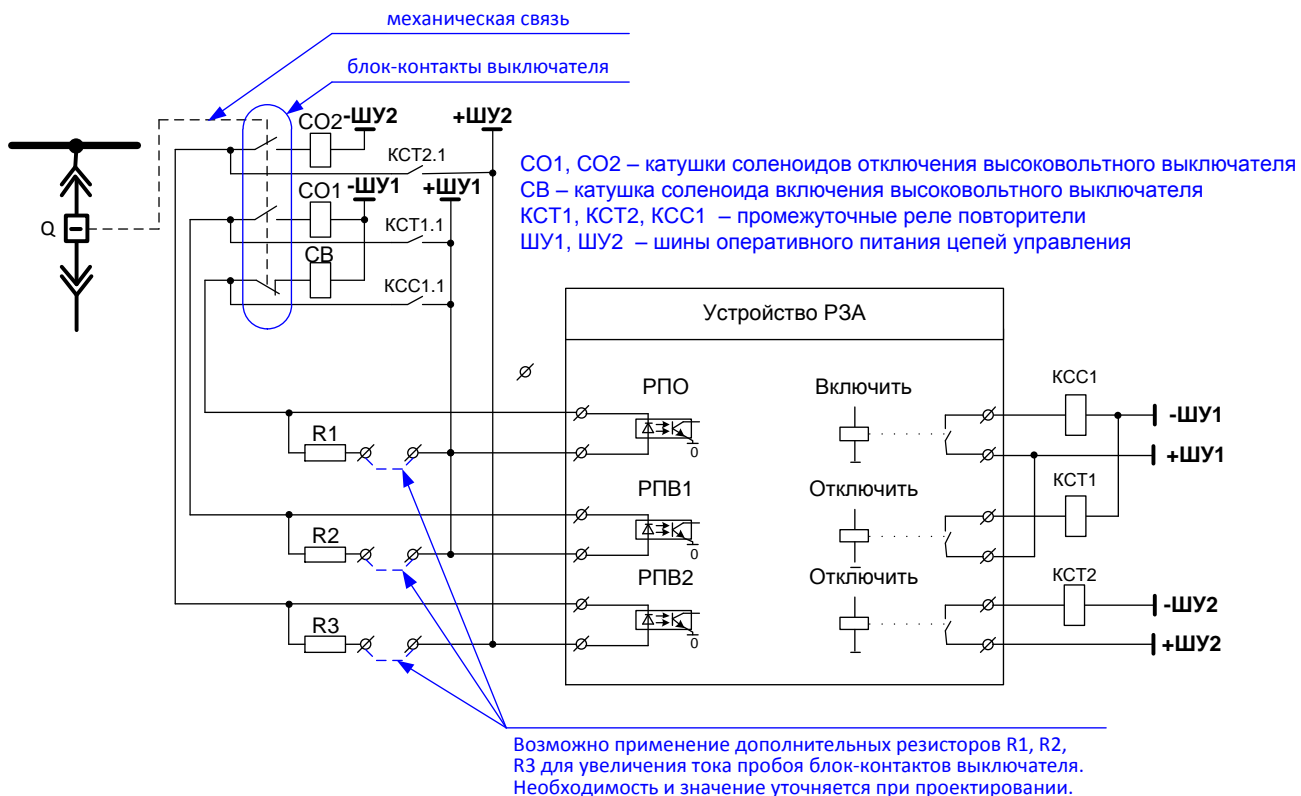 механическая связь
блок-контакты выключателя
СО2
-ШУ2
+ШУ2
КСТ2.1
СО1
-ШУ1
+ШУ1
КСТ1.1
СВ
КСС1.1
Q
СО1, СО2 – катушки соленоидов отключения высоковольтного выключателя
СВ – катушка соленоида включения высоковольтного выключателя
КСТ1, КСТ2, КСС1 – промежуточные реле повторители
ШУ1, ШУ2 – шины оперативного питания цепей управления
Устройство РЗА
РПО
Включить
КСС1
-ШУ1
R1
0
+ШУ1
РПВ1
Отключить
КСТ1
R2
0
РПВ2
Отключить
КСТ2
-ШУ2
R3
0
+ШУ2
Возможно применение дополнительных резисторов R1, R2,
R3 для увеличения тока пробоя блок-контактов выключателя.
Необходимость и значение уточняется при проектировании.